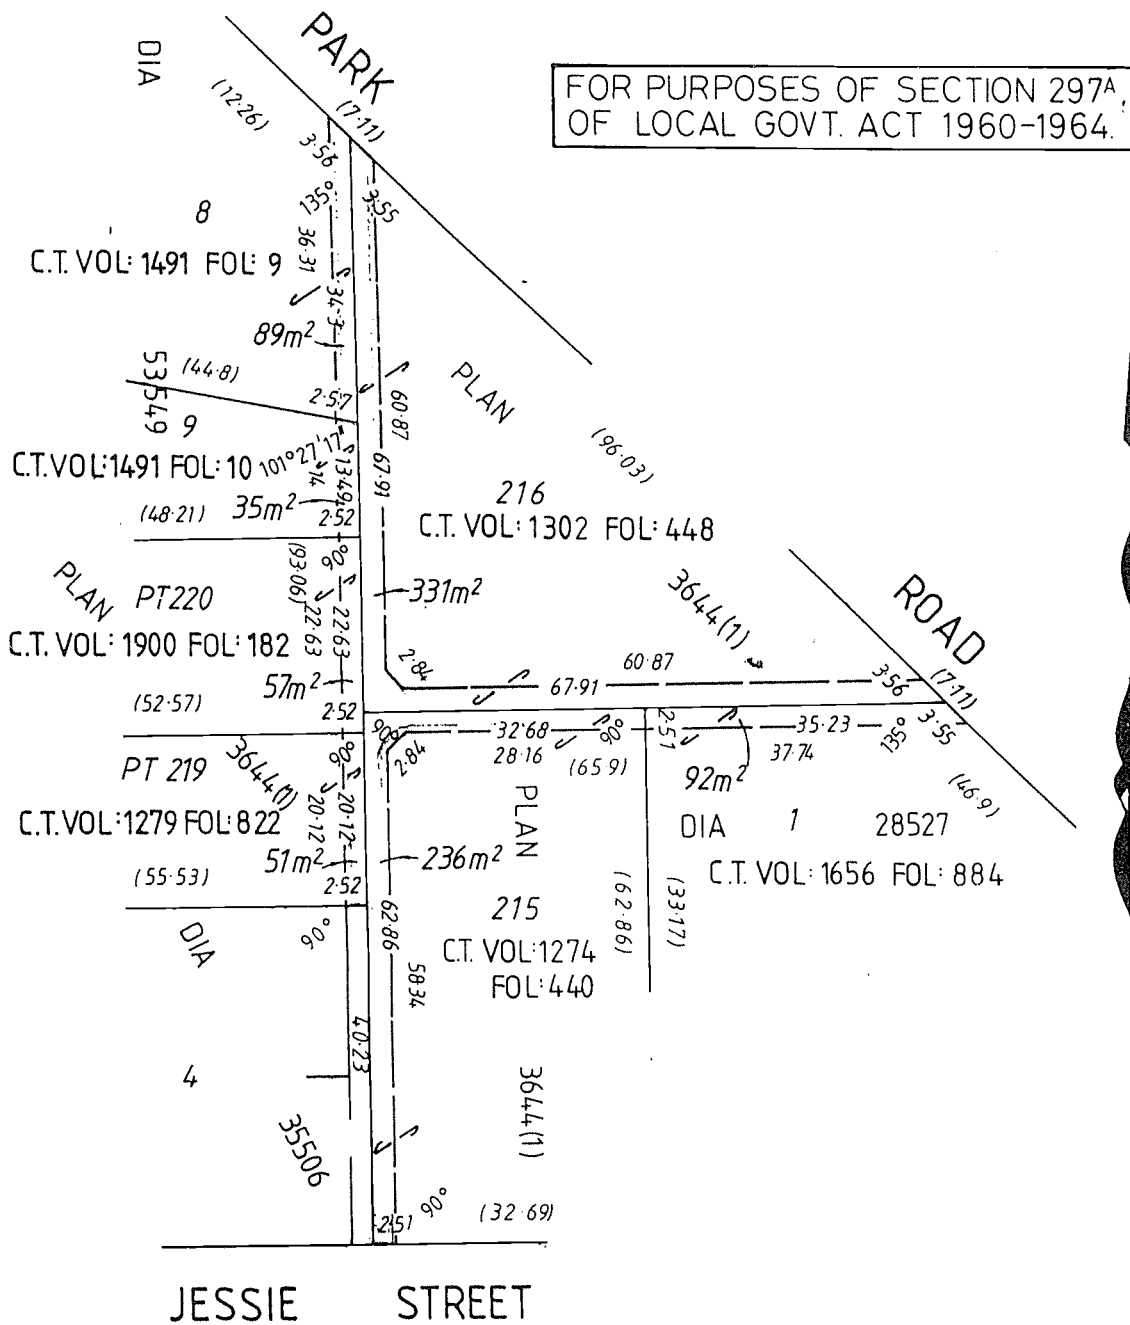 PARK
DIA
(12·26)
(7·11)
FOR PURPOSES OF SECTION 297A,
OF LOCAL GOVT. ACT 1960-1964.
3·56
135°
3·55
8
36·31
C.T. VOL: 1491 FOL: 9
34·3
89m²
53549
(44·8)
2·57
60·87
PLAN
9
101°27'17"
C.T. VOL: 1491 FOL: 10
14
13·49
67·91
(96·03)
(48·21)
35m²
2·52
216
C.T. VOL: 1302 FOL: 448
90°
(93·06)
PLAN
PT 220
331m²
3644(1)
ROAD
22·63
22·63
C.T. VOL: 1900 FOL: 182
2·84
60·87
57m²
67·91
3·56
(7·11)
(52·57)
2·52
90°
32·68
90°
2·51
35·23
135°
3·55
90°
2·84
28·16
(65·9)
37·74
92m²
(46·9)
PT 219
3644(1)
PLAN
20·12
20·12
C.T. VOL: 1279 FOL: 822
DIA 1 28527
51m²
236m²
C.T. VOL: 1656 FOL: 884
(55·53)
2·52
(62·86)
(33·17)
62·86
215
90°
DIA
C.T. VOL: 1274
58·34
FOL: 440
40·23
4
3644(1)
35506
2·51
90°
(32·69)
JESSIE STREET